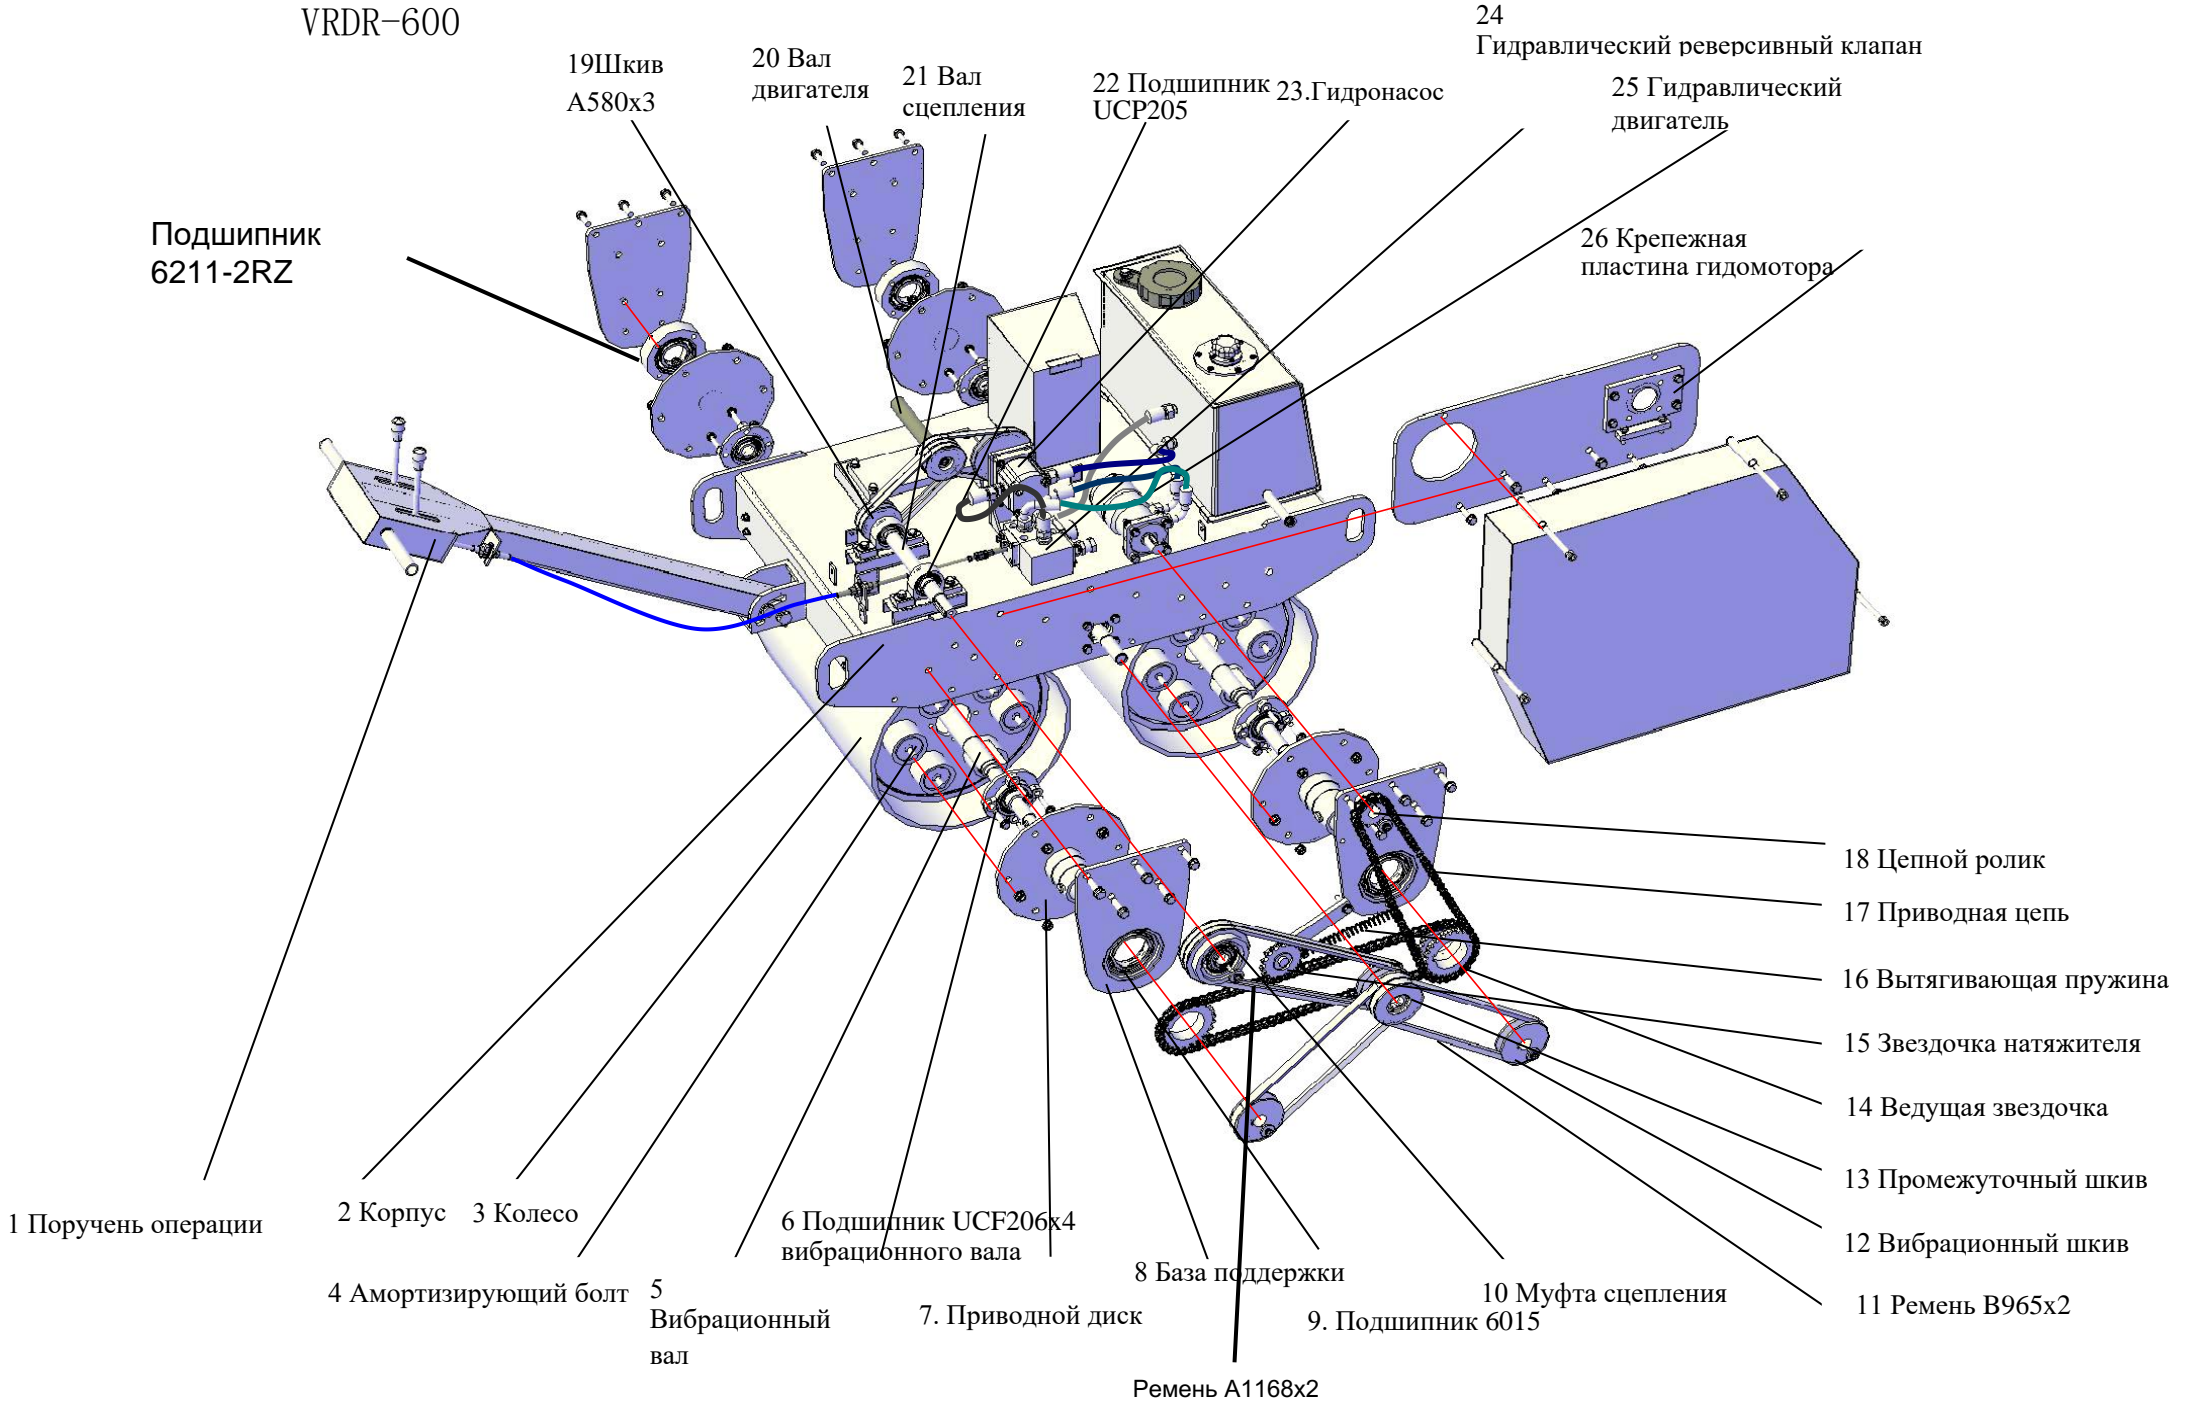 VRDR-600
24
Гидравлический реверсивный клапан
19Шкив
А580х3
20 Вал
двигателя
21 Вал
сцепления
22 Подшипник
UCP205
23.Гидронасос
25 Гидравлический
двигатель
Подшипник
6211-2RZ
26 Крепежная
пластина гидомотора
18 Цепной ролик
17 Приводная цепь
16 Вытягивающая пружина
15 Звездочка натяжителя
14 Ведущая звездочка
13 Промежуточный шкив
12 Вибрационный шкив
11 Ремень В965х2
1 Поручень операции
2 Корпус
3 Колесо
4 Амортизирующий болт
5
Вибрационный
вал
6 Подшипник UCF206х4
вибрационного вала
7. Приводной диск
8 База поддержки
9. Подшипник 6015
10 Муфта сцепления
Ремень А1168х2